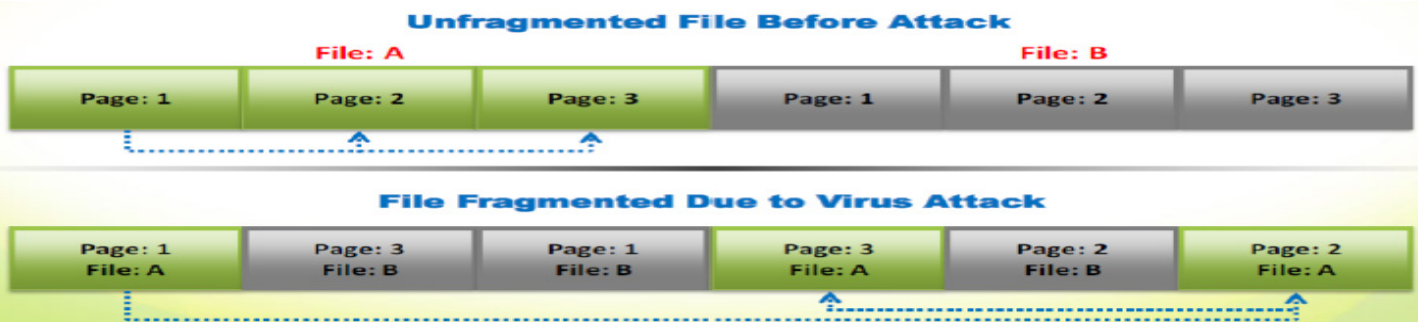 Unfragmented File Before Attack
File: A File: B
Page: 1 Page: 2 Page: 3 Page: 1 Page: 2 Page: 3
File Fragmented Due to Virus Attack
Page: 1 Page: 3 Page: 1 Page: 3 Page: 2 Page: 2
File: A File: B File: B File: A File: B File: A